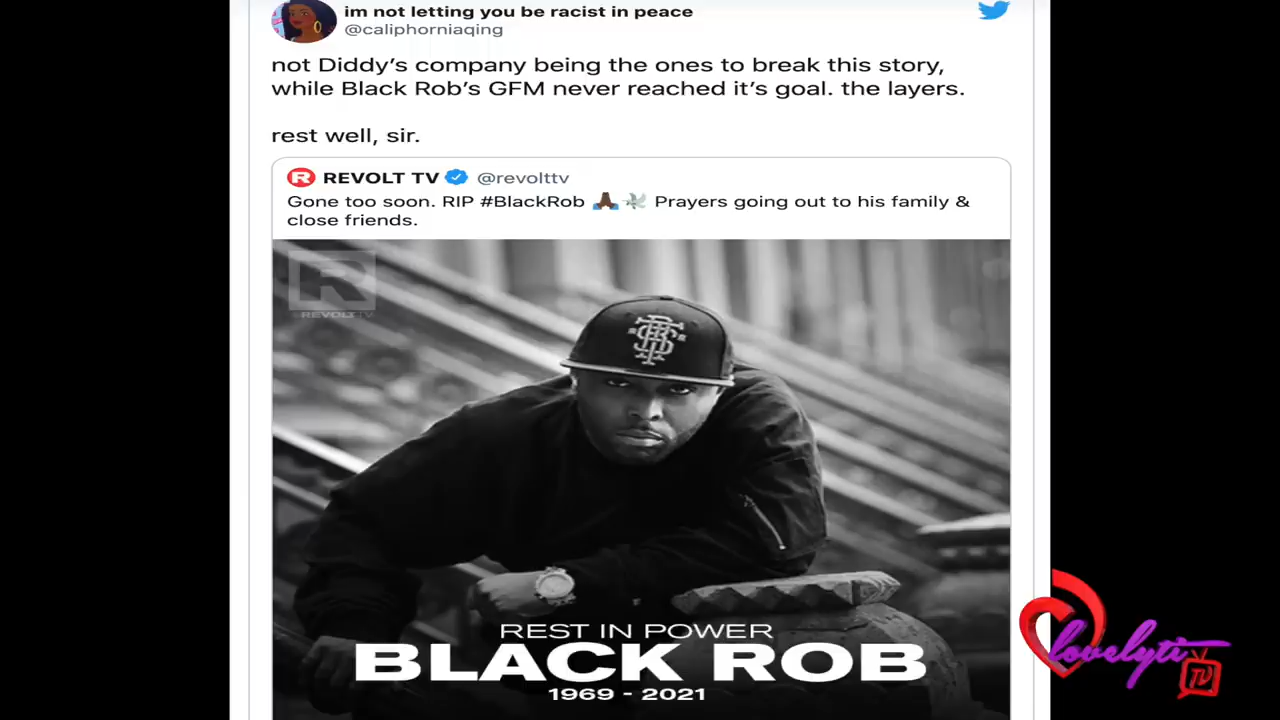 im not letting you be racist in peace
@caliphorniaqing
not Diddy’s company being the ones to break this story,
while Black Rob’s GFM never reached it’s goal. the layers.
rest well, sir.
REVOLT TV @revolttv
Gone too soon. RIP #BlackRob 🙏🏾🕊 Prayers going out to his family &
close friends.
R
REVOLT TV
REST IN POWER
BLACK ROB
1969 - 2021
lovelyti
TV